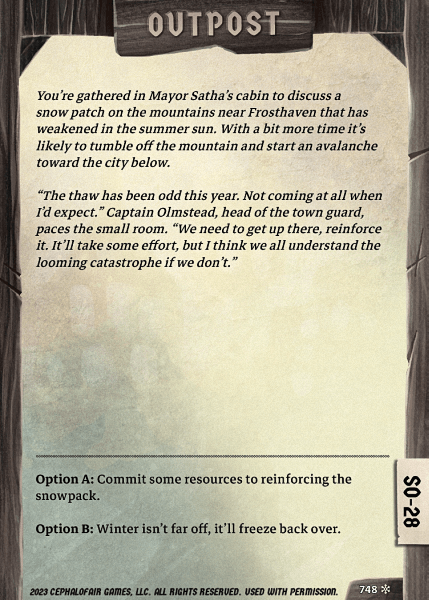 OUTPOST
You're gathered in Mayor Satha's cabin to discuss a
snow patch on the mountains near Frosthaven that has
weakened in the summer sun. With a bit more time it's
likely to tumble off the mountain and start an avalanche
toward the city below.
“The thaw has been odd this year. Not coming at all when
I'd expect.” Captain Olmstead, head of the town guard,
paces the small room. “We need to get up there, reinforce
it. It'll take some effort, but I think we all understand the
looming catastrophe if we don't.”
Option A: Commit some resources to reinforcing the
snowpack.
Option B: Winter isn't far off, it'll freeze back over.
SO-28
2023 CEPHALOFAIR GAMES, LLC. ALL RIGHTS RESERVED. USED WITH PERMISSION.
748